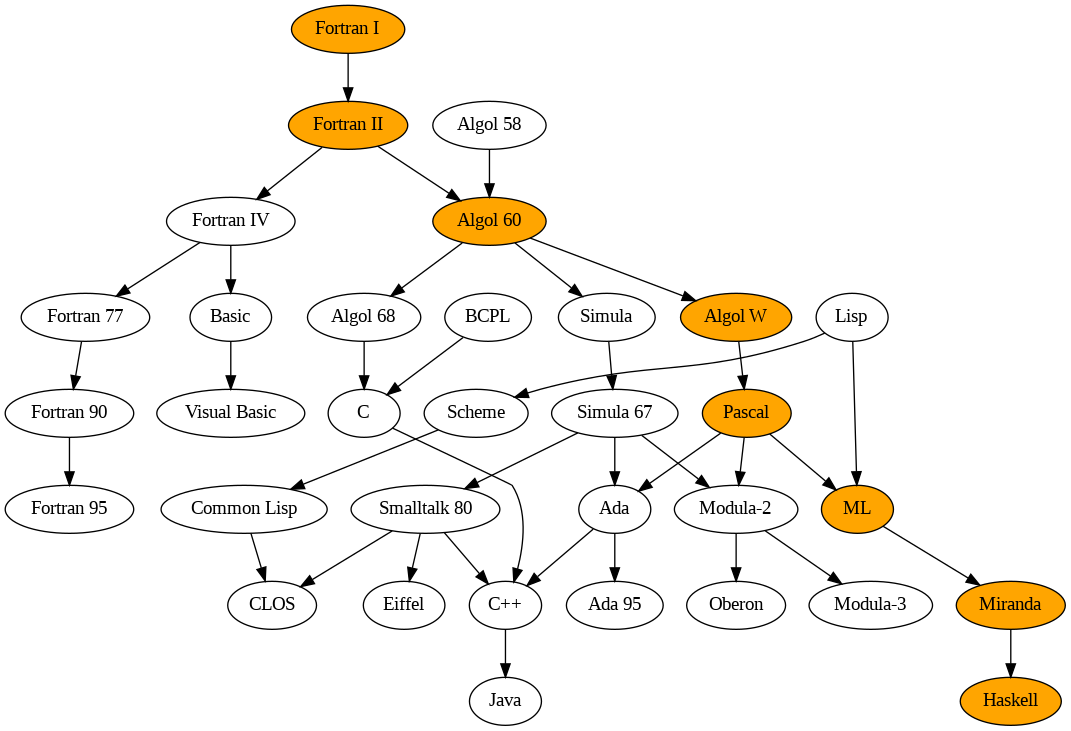 Fortran I
Fortran II
Algol 58
Fortran IV
Algol 60
Fortran 77
Basic
Algol 68
BCPL
Simula
Algol W
Lisp
Fortran 90
Visual Basic
C
Scheme
Simula 67
Pascal
Fortran 95
Common Lisp
Smalltalk 80
Ada
Modula-2
ML
CLOS
Eiffel
C++
Ada 95
Oberon
Modula-3
Miranda
Java
Haskell